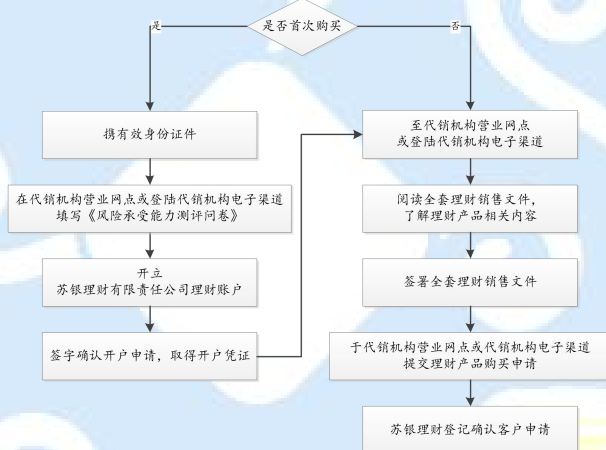 是否首次购买
是
否
携有效身份证件
在代销机构营业网点或登陆代销机构电子渠道
填写《风险承受能力测评问卷》
开立
苏银理财有限责任公司理财账户
签字确认开户申请，取得开户凭证
至代销机构营业网点
或登陆代销机构电子渠道
阅读全套理财销售文件，
了解理财产品相关内容
签署全套理财销售文件
于代销机构营业网点或代销机构电子渠道
提交理财产品购买申请
苏银理财登记确认客户申请